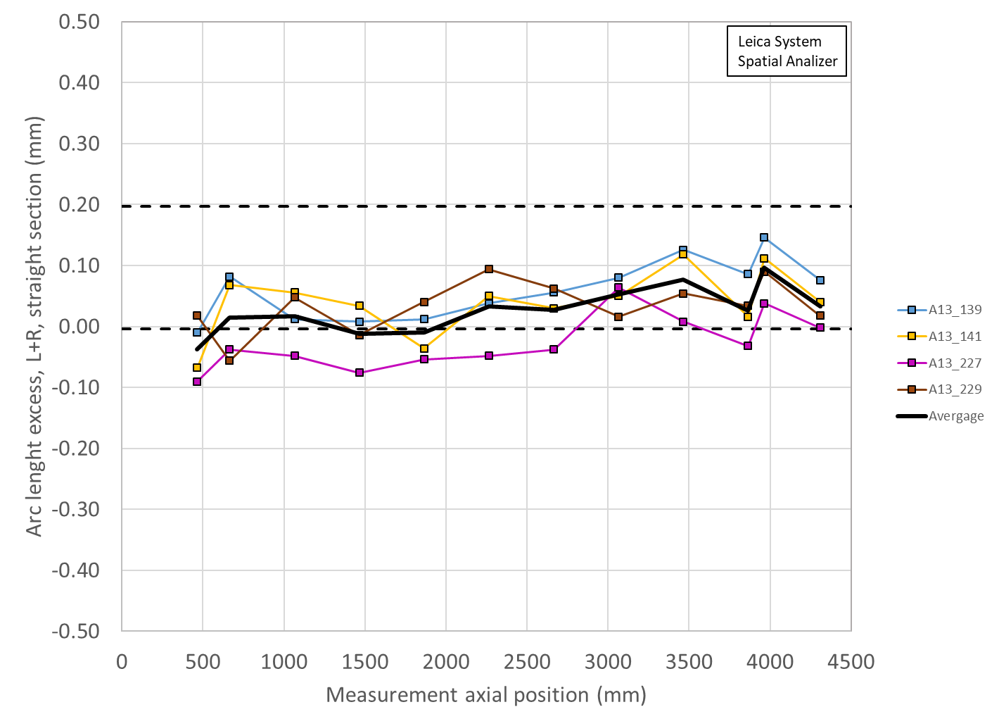 Leica System
Spatial Analizer
Arc lenght excess, L+R, straight section (mm)
0.50
0.40
0.30
0.20
0.10
0.00
-0.10
-0.20
-0.30
-0.40
-0.50
0 500 1000 1500 2000 2500 3000 3500 4000 4500
Measurement axial position (mm)
A13_139
A13_141
A13_227
A13_229
Avergage